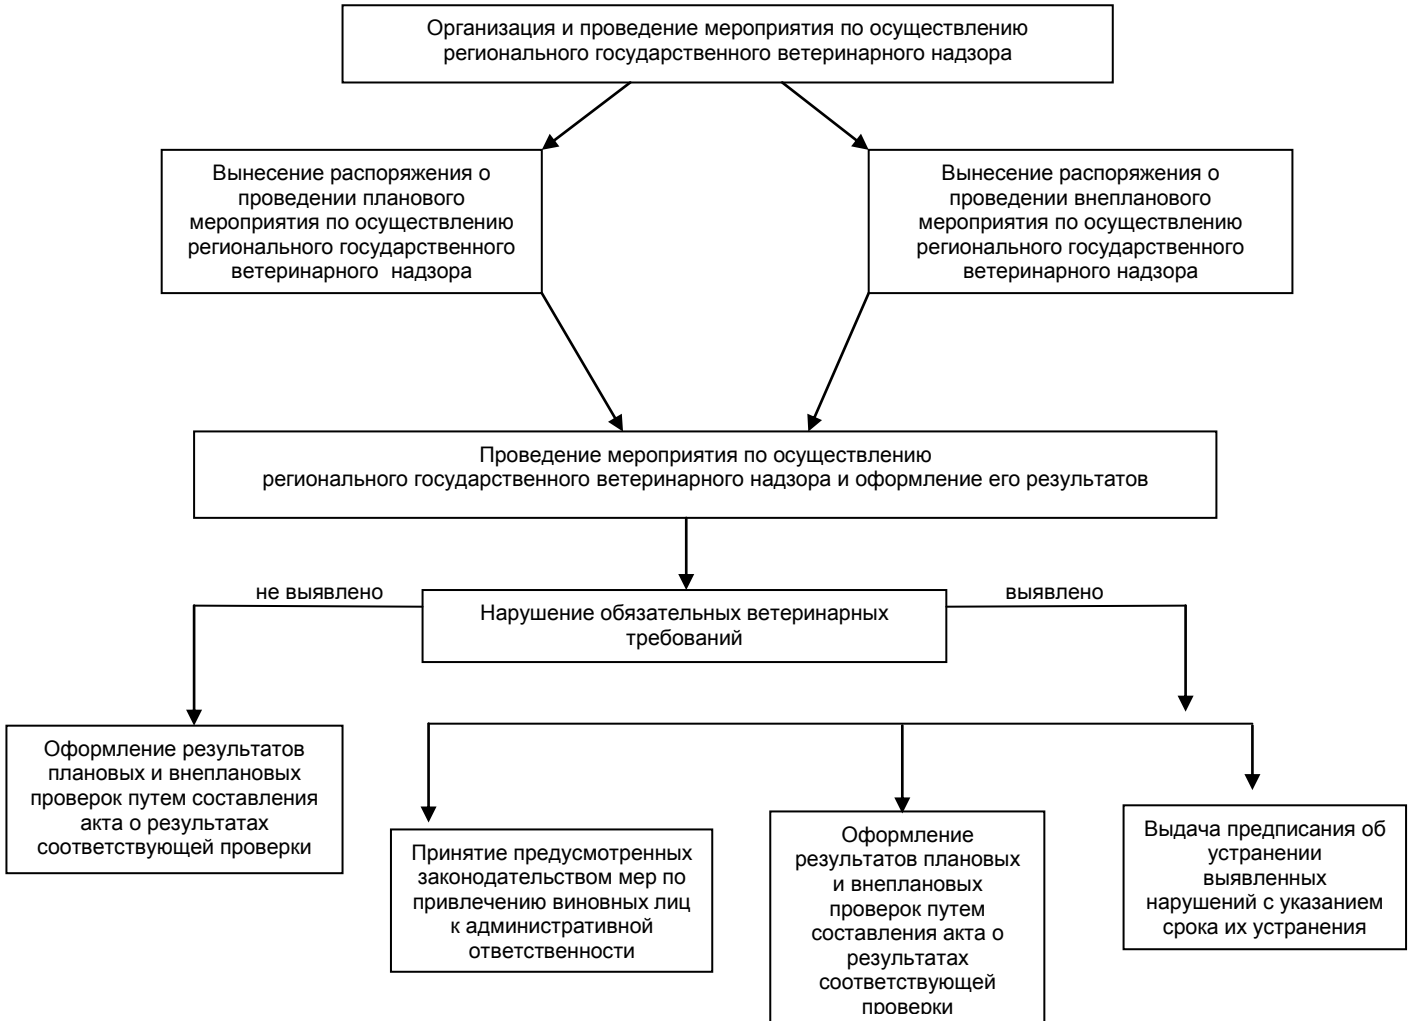 Организация и проведение мероприятия по осуществлению
регионального государственного ветеринарного надзора
Вынесение распоряжения о
проведении планового
мероприятия по осуществлению
регионального государственного
ветеринарного надзора
Вынесение распоряжения о
проведении внепланового
мероприятия по осуществлению
регионального государственного
ветеринарного надзора
Проведение мероприятия по осуществлению
регионального государственного ветеринарного надзора и оформление его результатов
не выявлено
Нарушение обязательных ветеринарных
требований
выявлено
Оформление результатов
плановых и внеплановых
проверок путем составления
акта о результатах
соответствующей проверки
Принятие предусмотренных
законодательством мер по
привлечению виновных лиц
к административной
ответственности
Оформление
результатов плановых
и внеплановых
проверок путем
составления акта о
результатах
соответствующей
проверки
Выдача предписания об
устранении
выявленных
нарушений с указанием
срока их устранения